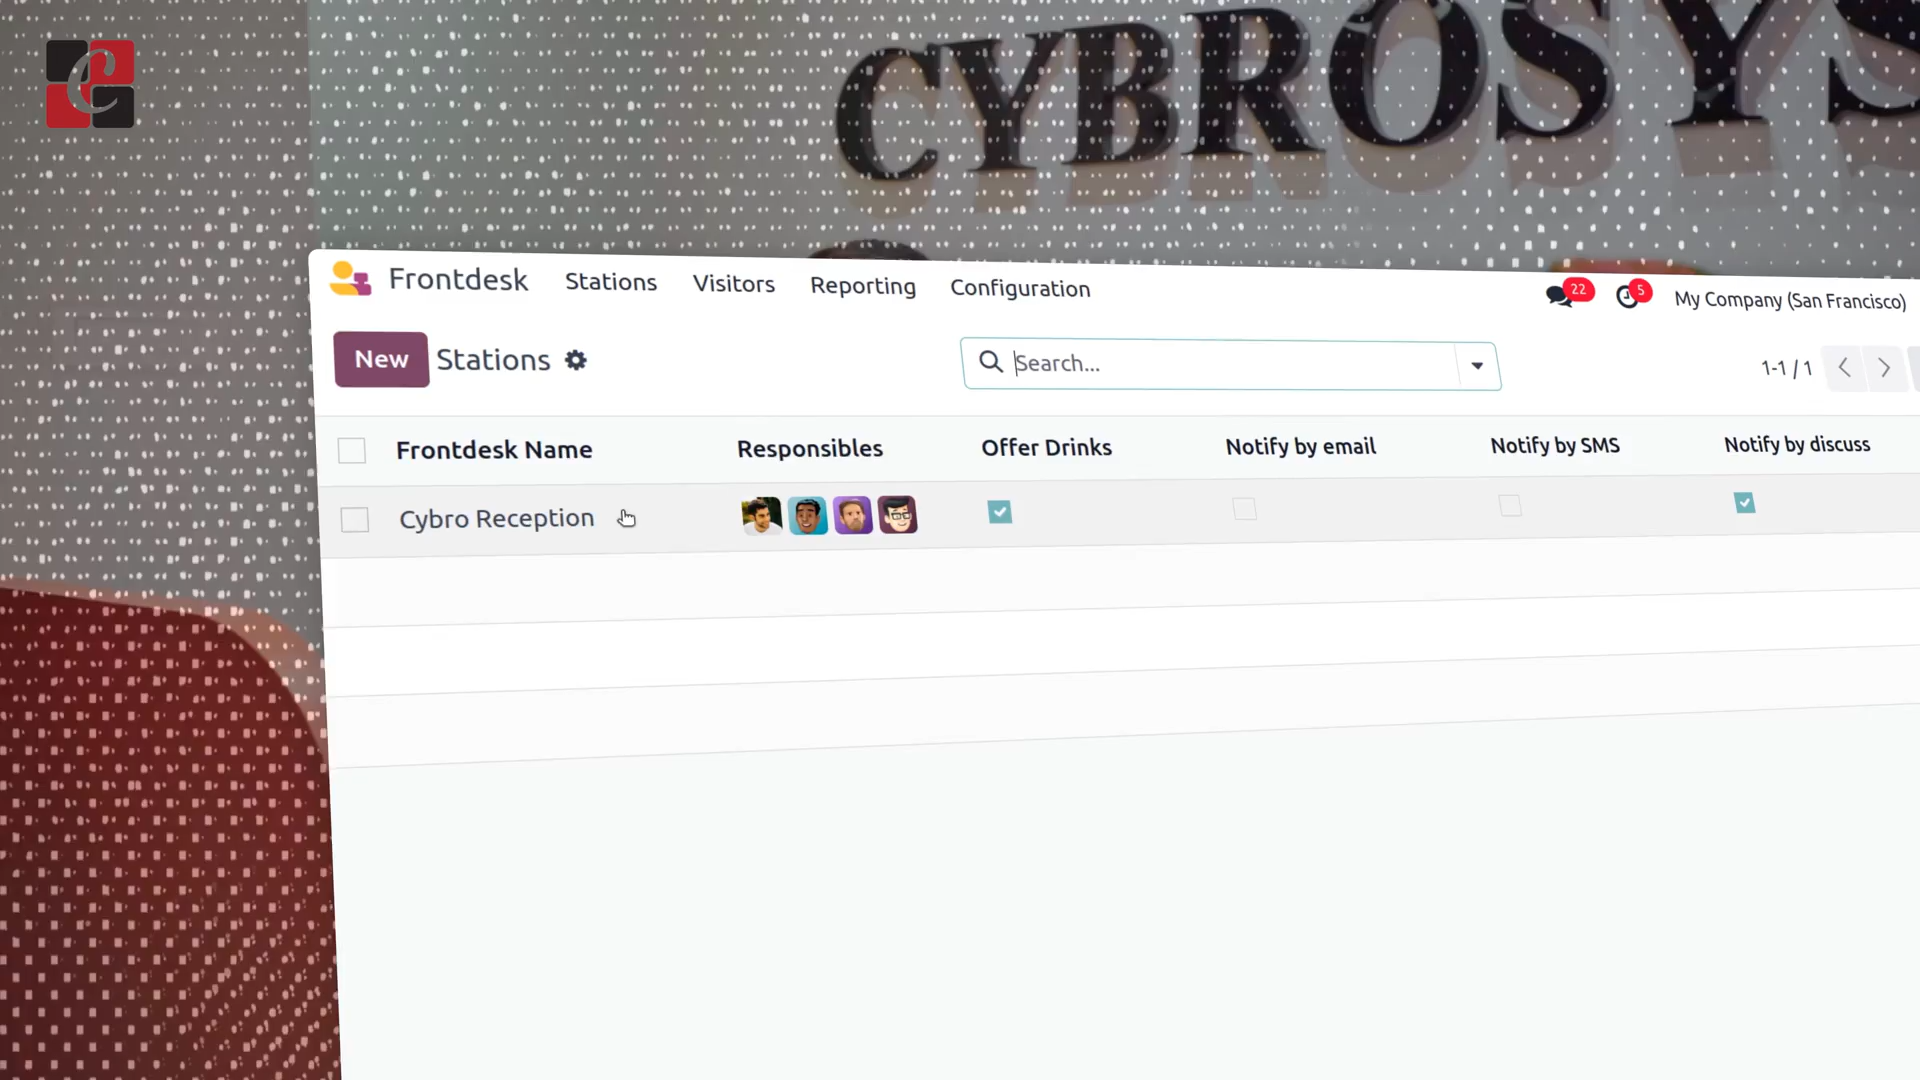 CYBROSYS
Frontdesk Stations Visitors Reporting Configuration 22 5 My Company (San Francisco)
New Stations Search... 1-1 / 1
Frontdesk Name Responsibles Offer Drinks Notify by email Notify by SMS Notify by discuss
Cybro Reception